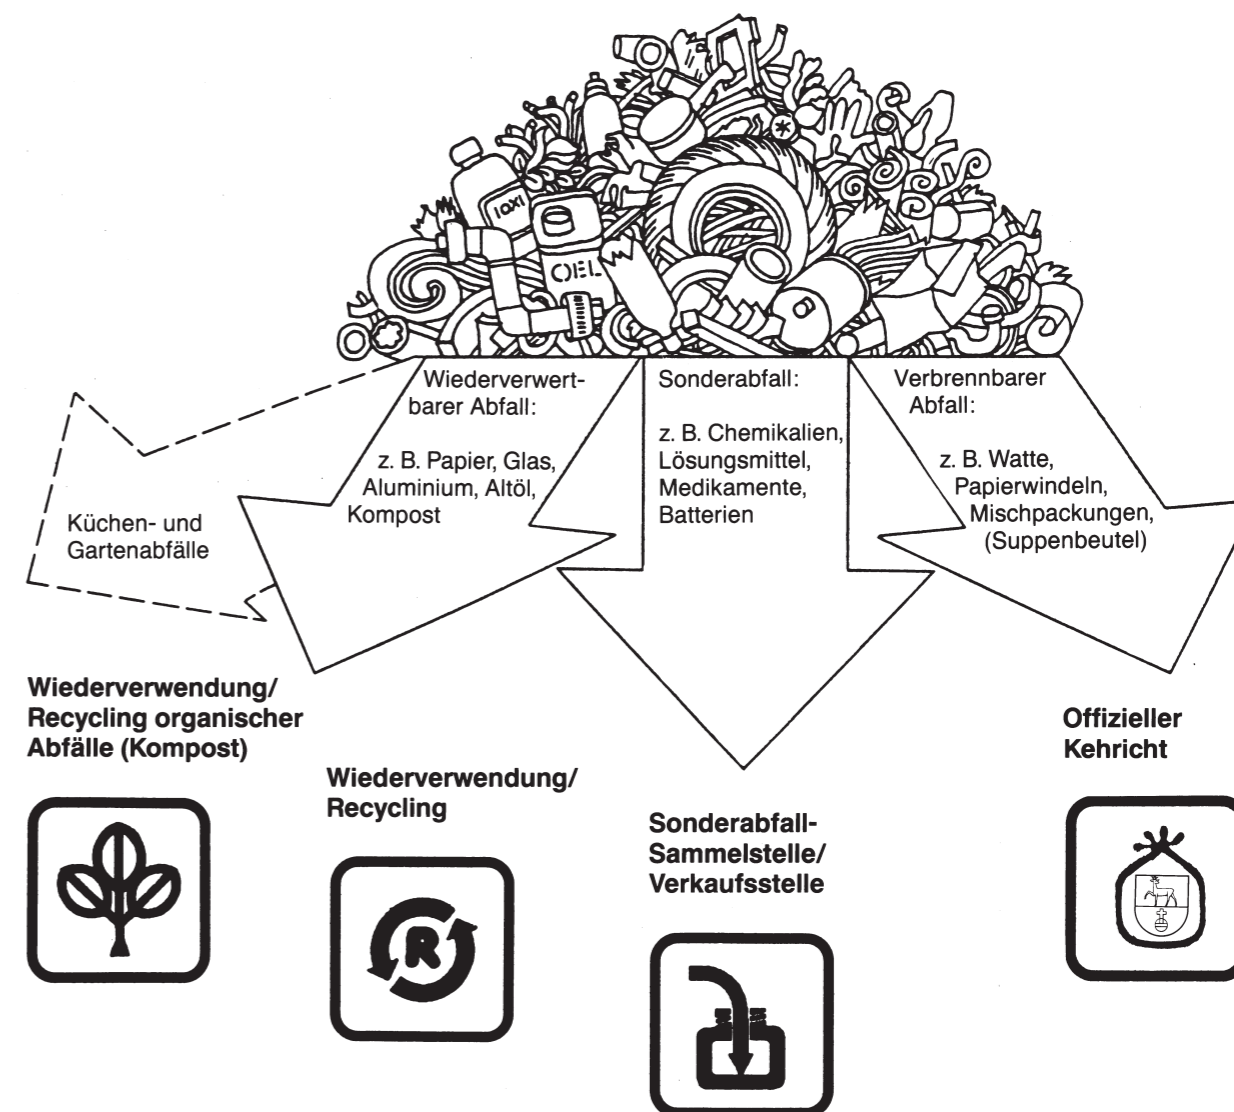 IOXI
OEL
Wiederverwert-
barer Abfall:
z. B. Papier, Glas,
Aluminium, Altöl,
Kompost
Sonderabfall:
z. B. Chemikalien,
Lösungsmittel,
Medikamente,
Batterien
Verbrennbarer
Abfall:
z. B. Watte,
Papierwindeln,
Mischpackungen,
(Suppenbeutel)
Küchen- und
Gartenabfälle
Wiederverwendung/
Recycling organischer
Abfälle (Kompost)
Wiederverwendung/
Recycling
R
Sonderabfall-
Sammelstelle/
Verkaufsstelle
Offizieller
Kehricht